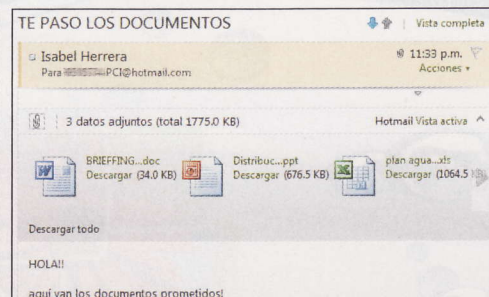 TE PASO LOS DOCUMENTOS Vista completa
Isabel Herrera 11:33 p.m.
Para PCI@hotmail.com Acciones
3 datos adjuntos (total 1775.0 KB) Hotmail Vista activa
BRIEFFING...doc Distribuc...ppt plan agua...xls
Descargar (34.0 KB) Descargar (676.5 KB) Descargar (1064.5 KB)
Descargar todo
HOLA!!
aquí van los documentos prometidos!